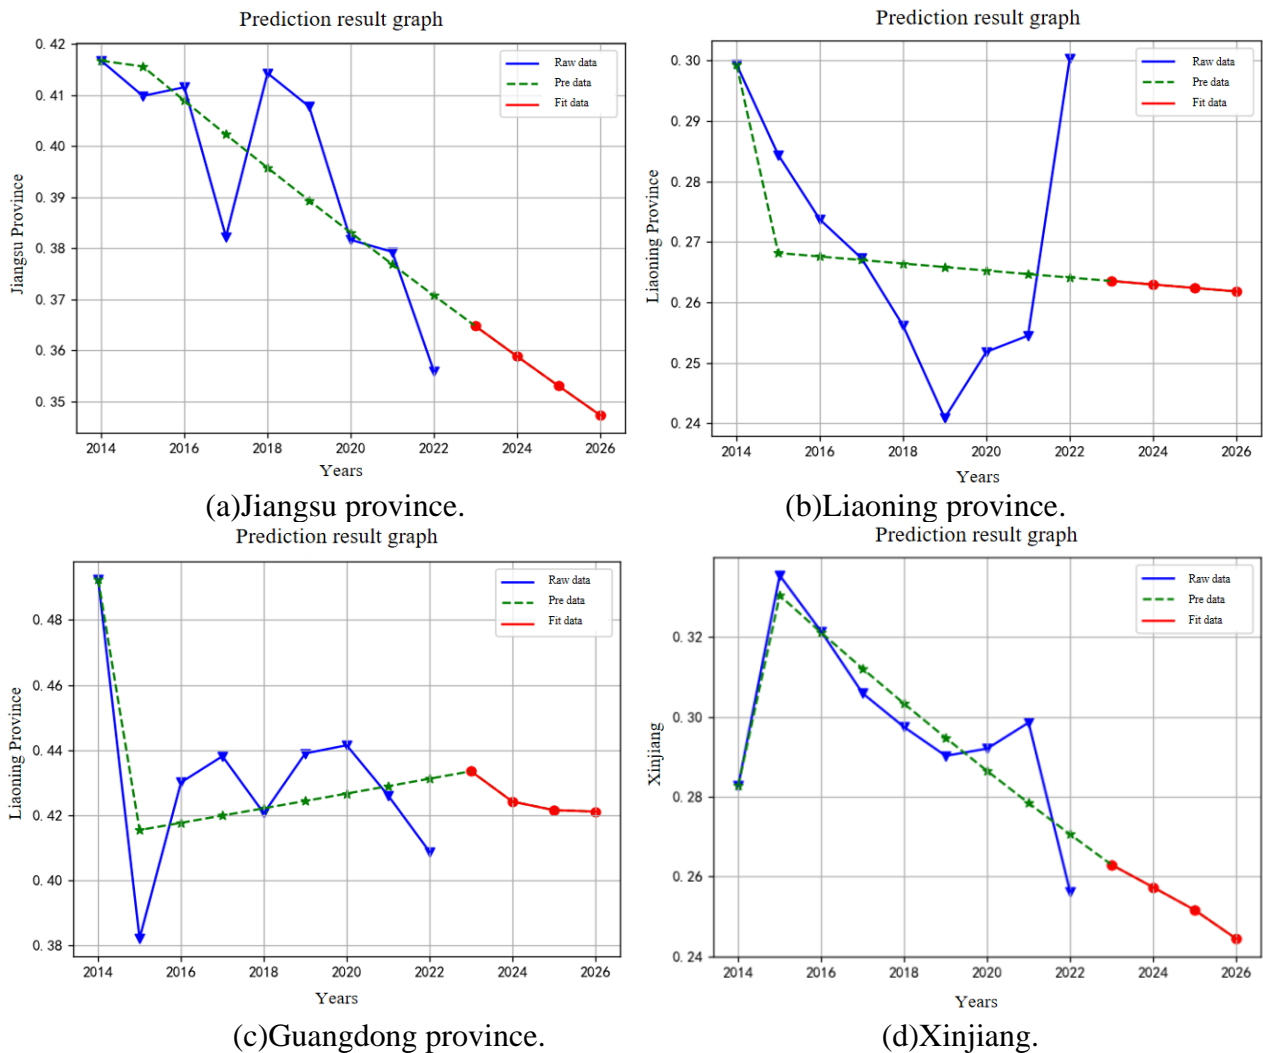 Prediction result graph
0.42
0.41
0.40
0.39
0.38
0.37
0.36
0.35
Jiangsu Province
Raw data
Pre data
Fit data
2014 2016 2018 2020 2022 2024 2026
Years
(a)Jiangsu province.
Prediction result graph
0.30
0.29
0.28
0.27
0.26
0.25
0.24
Liaoning Province
Raw data
Pre data
Fit data
2014 2016 2018 2020 2022 2024 2026
Years
(b)Liaoning province.
Prediction result graph
0.48
0.46
0.44
0.42
0.40
0.38
Liaoning Province
Raw data
Pre data
Fit data
2014 2016 2018 2020 2022 2024 2026
Years
(c)Guangdong province.
Prediction result graph
0.32
0.30
0.28
0.26
0.24
Xinjiang
Raw data
Pre data
Fit data
2014 2016 2018 2020 2022 2024 2026
Years
(d)Xinjiang.